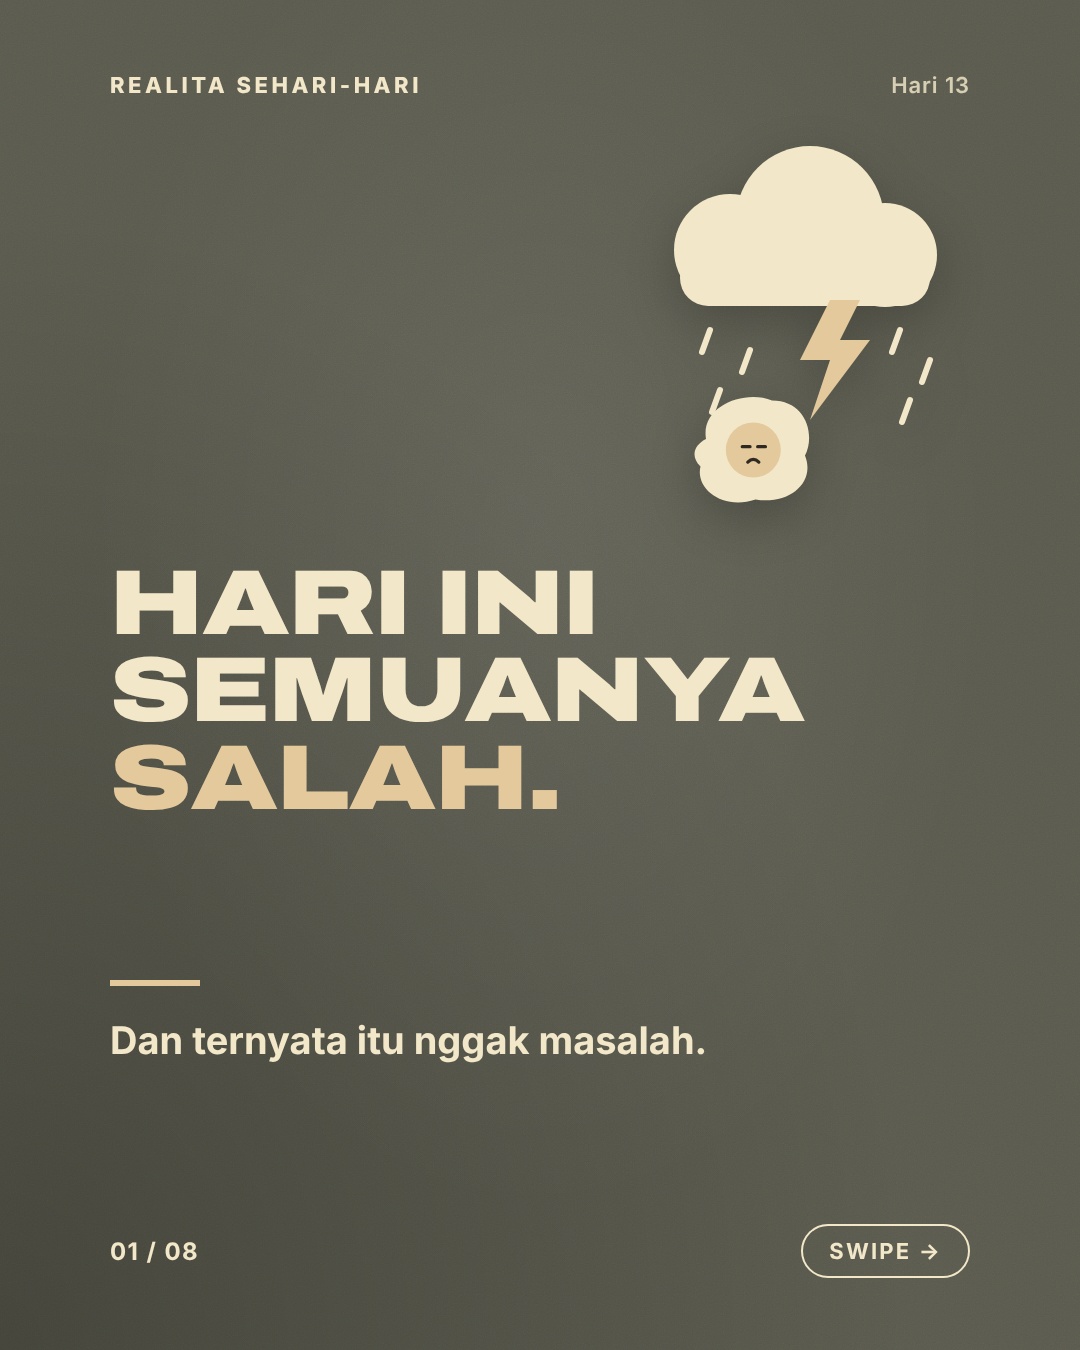 REALITA SEHARI-HARI
Hari 13
HARI INI
SEMUANYA
SALAH.
Dan ternyata itu nggak masalah.
01 / 08
SWIPE →